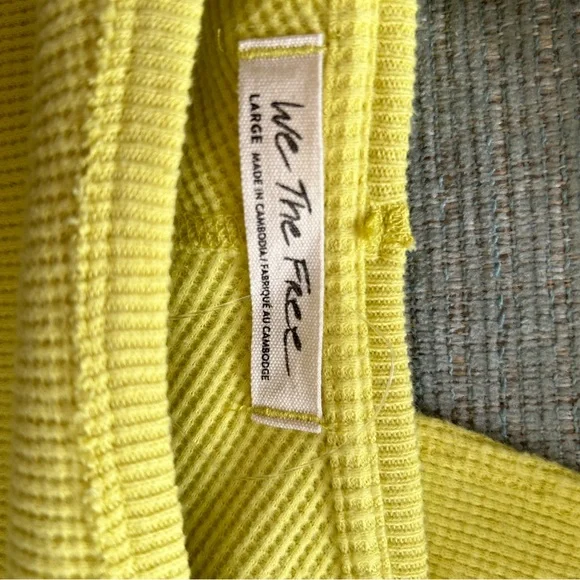 We The Free
LARGE MADE IN CAMBODIA / FABRIQUÉ AU CAMBODGE